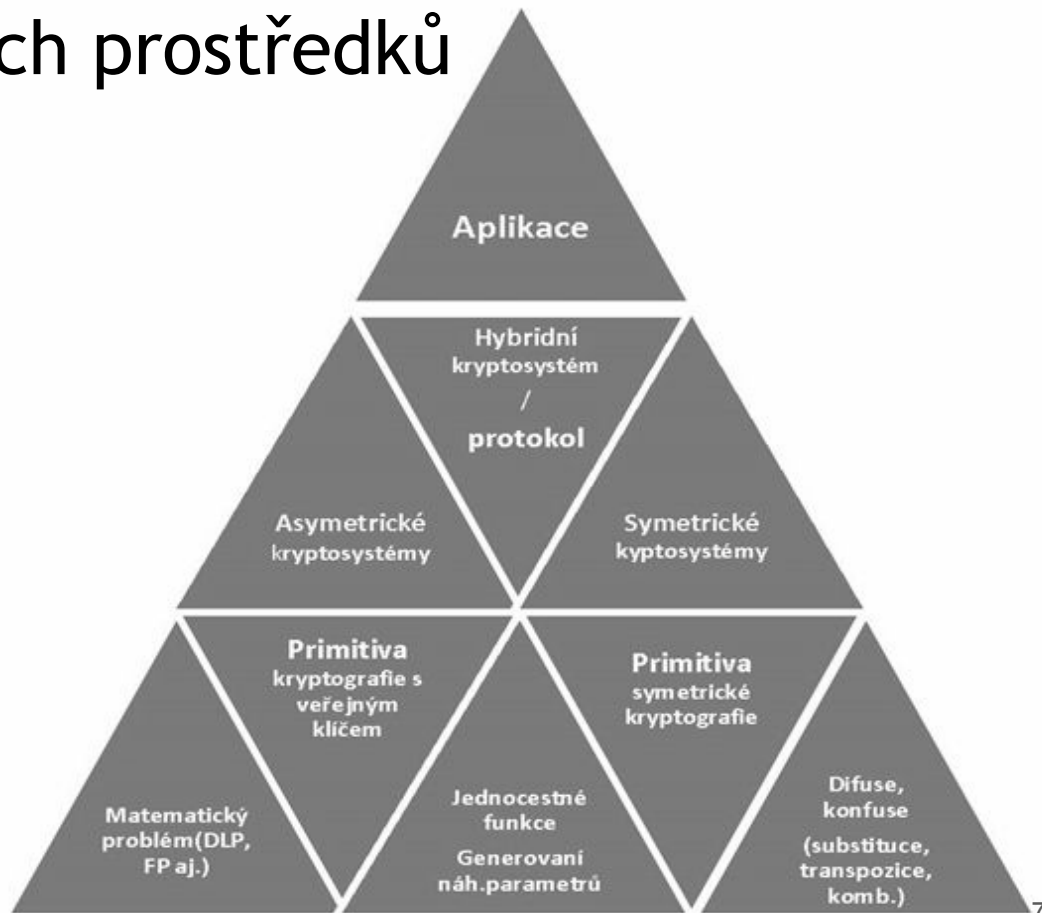 ch prostředků
Aplikace
Hybridní
kryptosystém
/
protokol
Asymetrické
kryptosystémy
Symetrické
kyptosystémy
Primitiva
kryptografie s
veřejným
klíčem
Primitiva
symetrické
kryptografie
Matematický
problém(DLP,
FP aj.)
Jednocestné
funkce
Generovaní
náh.parametrů
Difuse,
konfuse
(substituce,
transpozice,
komb.)
7